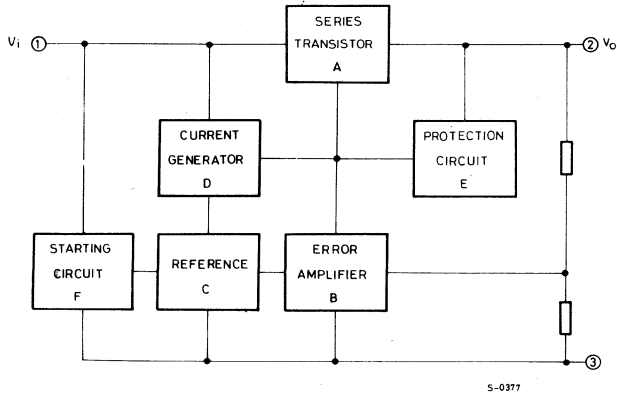 SERIES
TRANSISTOR
A
Vi ①
② Vo
CURRENT
GENERATOR
D
PROTECTION
CIRCUIT
E
STARTING
CIRCUIT
F
REFERENCE
C
ERROR
AMPLIFIER
B
③
S-0377